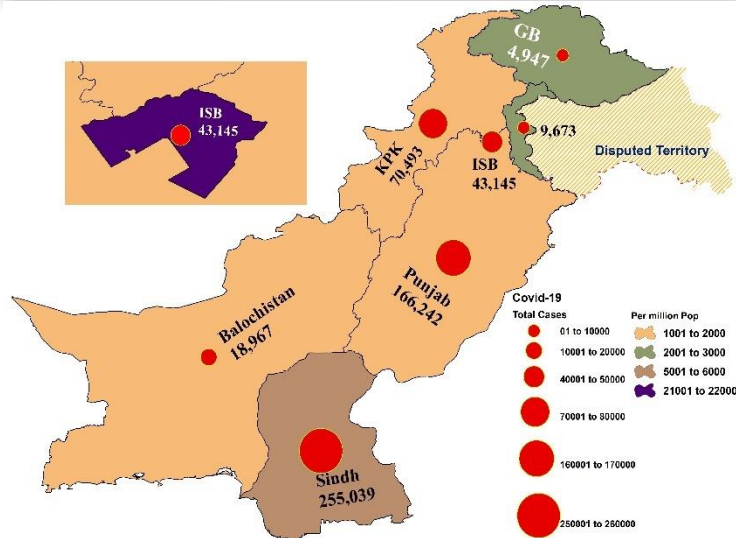 GB
4,947
ISB
43,145
9,673
Disputed Territory
KPK
70,493
ISB
43,145
Punjab
166,242
Balochistan
18,967
Sindh
255,039
Covid-19
Total Cases
01 to 10000
10001 to 20000
40001 to 50000
70001 to 80000
160001 to 170000
250001 to 260000
Per million Pop
1001 to 2000
2001 to 3000
5001 to 6000
21001 to 22000